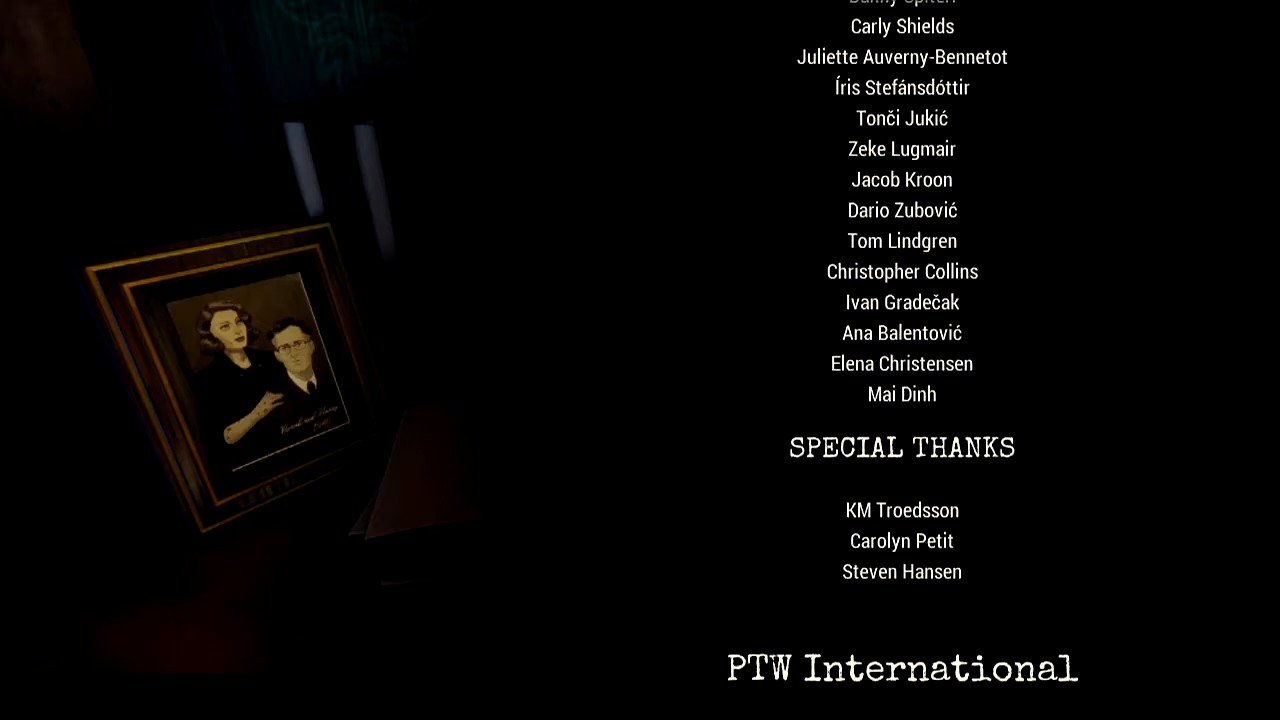 Carly Shields
Juliette Auverny-Bennetot
Íris Stefánsdóttir
Tonči Jukić
Zeke Lugmair
Jacob Kroon
Dario Zubović
Tom Lindgren
Christopher Collins
Ivan Gradečak
Ana Balentović
Elena Christensen
Mai Dinh
SPECIAL THANKS
KM Troedsson
Carolyn Petit
Steven Hansen
PTW International